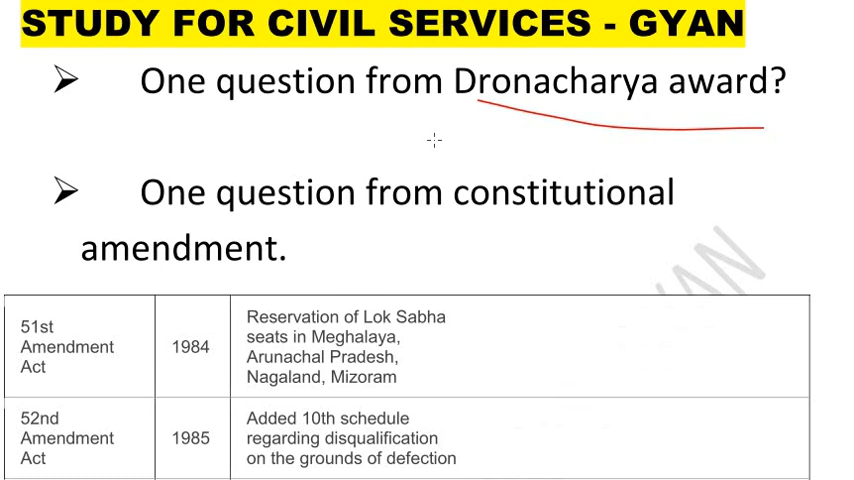 STUDY FOR CIVIL SERVICES - GYAN
➢ One question from Dronacharya award?
➢ One question from constitutional
amendment.
YAN
51st
Amendment
Act
1984
Reservation of Lok Sabha
seats in Meghalaya,
Arunachal Pradesh,
Nagaland, Mizoram
52nd
Amendment
Act
1985
Added 10th schedule
regarding disqualification
on the grounds of defection